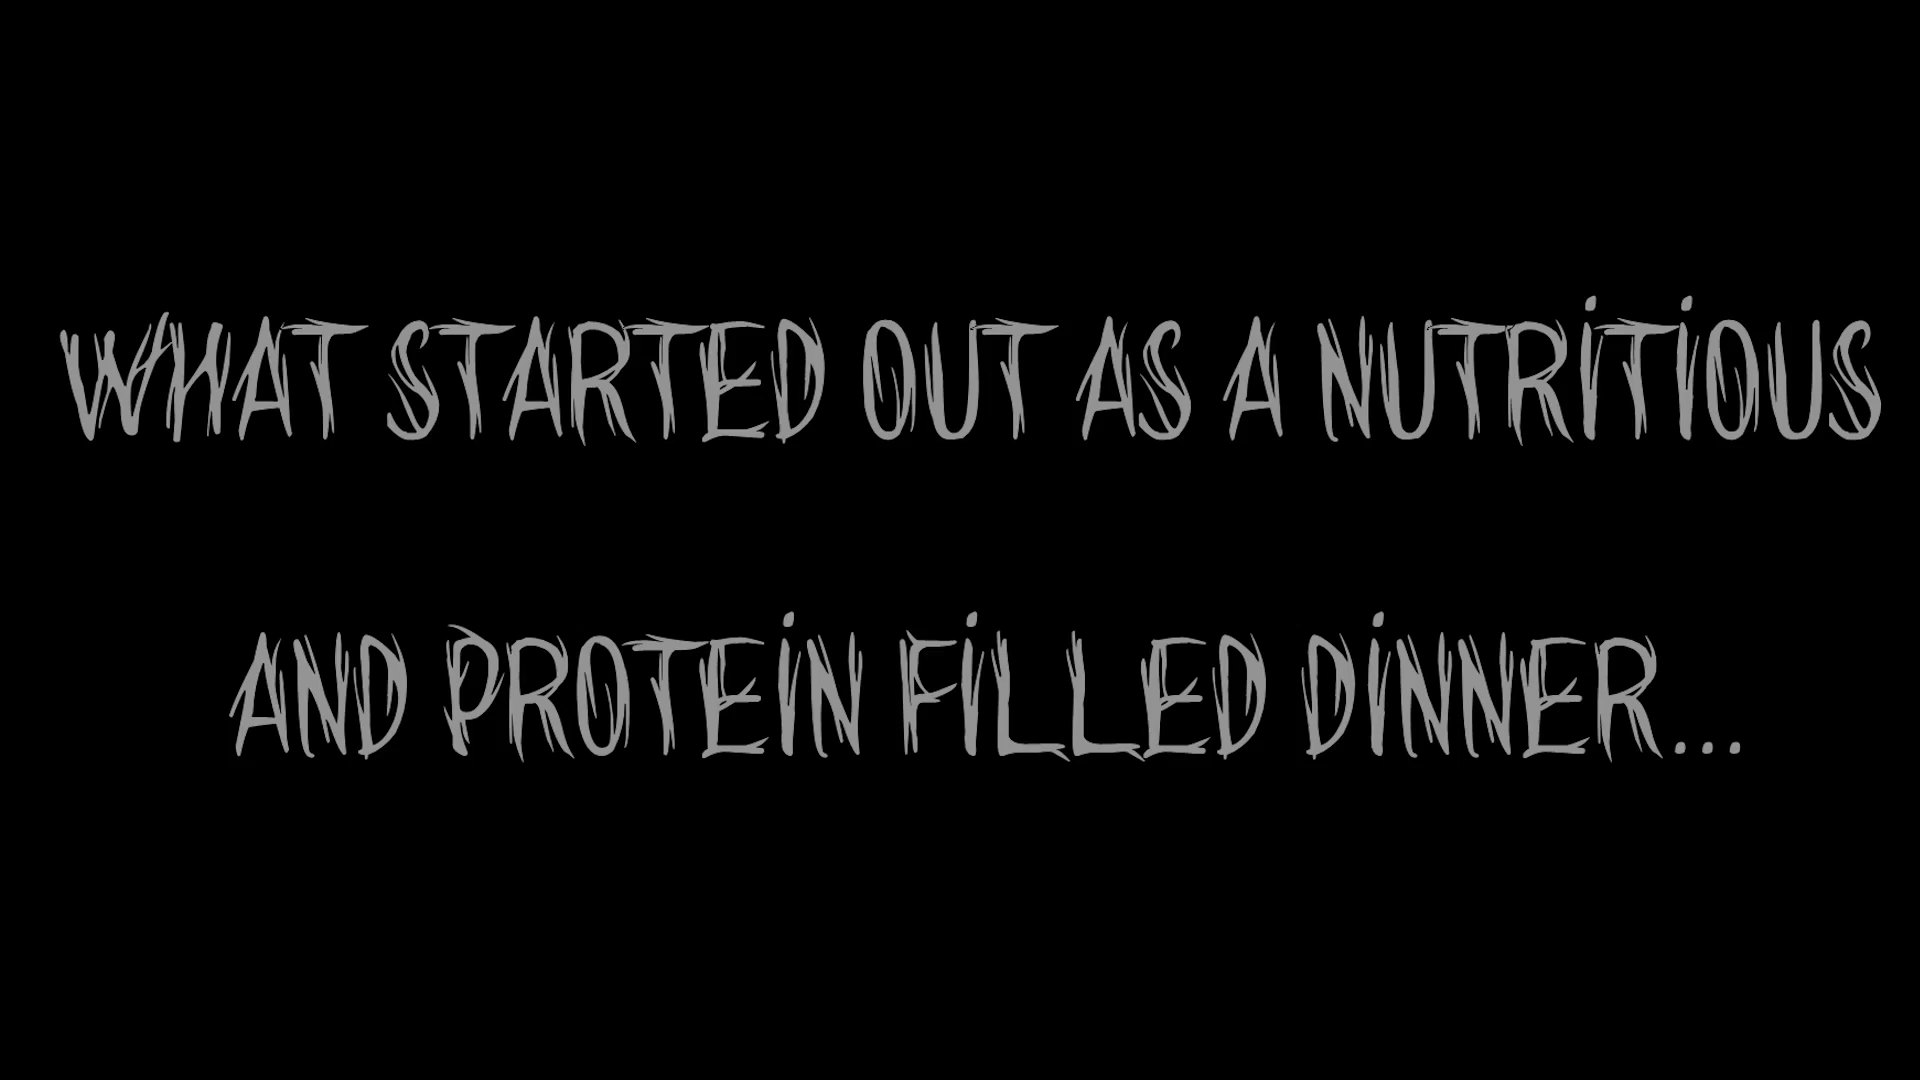 WHAT STARTED OUT AS A NUTRiTiOUS
AND PROTEiN FiLLED DiNNER...